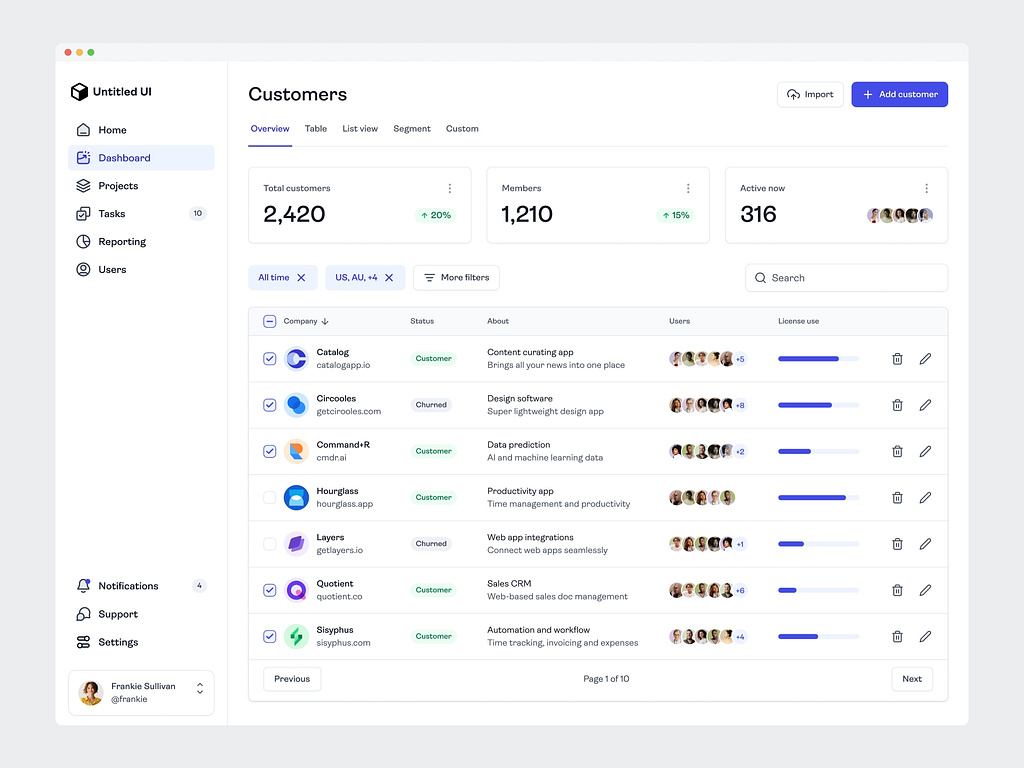 Untitled UI
Home
Dashboard
Projects
Tasks 10
Reporting
Users
Notifications 4
Support
Settings
Frankie Sullivan
@frankie
Customers
Import
Add customer
Overview Table List view Segment Custom
Total customers
2,420
20%
Members
1,210
15%
Active now
316
All time
US, AU, +4
More filters
Search
Company Status About Users License use
Catalog
catalogapp.io
Customer
Content curating app
Brings all your news into one place
+5
Circooles
getcirooles.com
Churned
Design software
Super lightweight design app
+8
Command+R
cmdr.ai
Customer
Data prediction
AI and machine learning data
+2
Hourglass
hourglass.app
Customer
Productivity app
Time management and productivity
Layers
getlayers.io
Churned
Web app integrations
Connect web apps seamlessly
+1
Quotient
quotient.co
Customer
Sales CRM
Web-based sales doc management
+6
Sisyphus
sisyphus.com
Customer
Automation and workflow
Time tracking, invoicing and expenses
+4
Previous
Page 1 of 10
Next